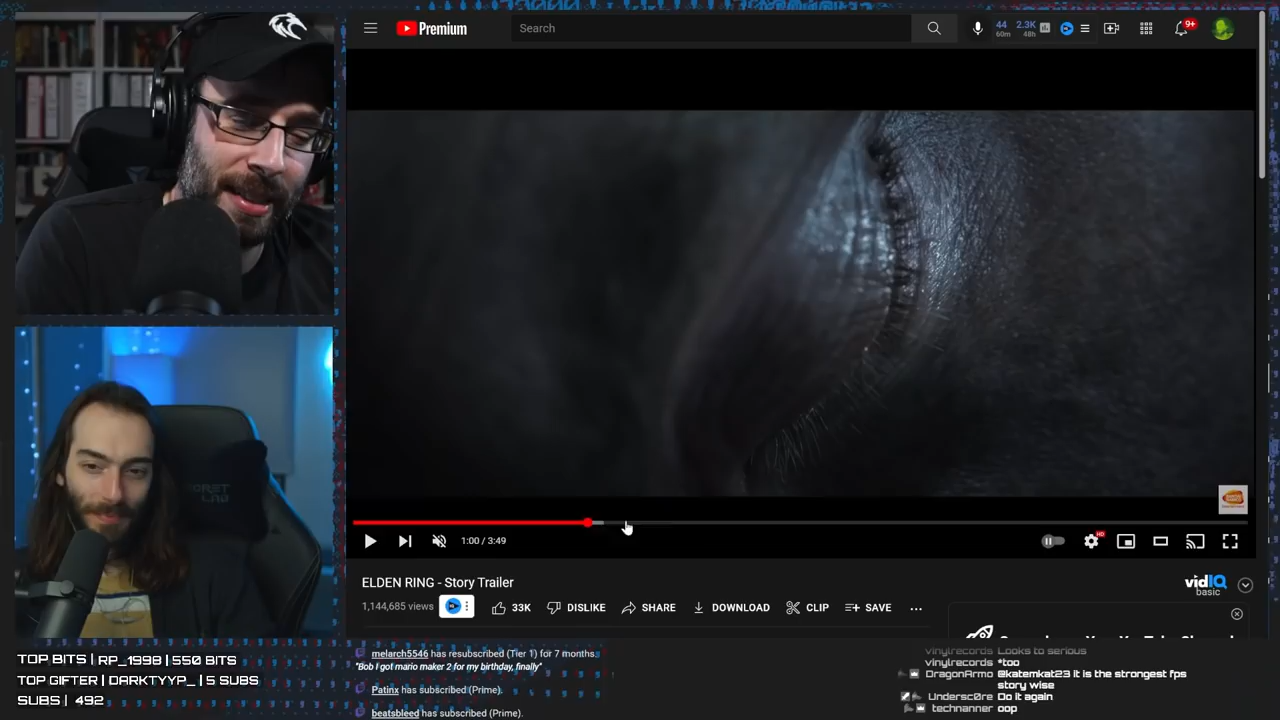 Premium
Search
44
60m
2.3K
48h
9+
1:00 / 3:49
HD
ELDEN RING - Story Trailer
1,144,685 views
33K
DISLIKE
SHARE
DOWNLOAD
CLIP
SAVE
vidIQ
basic
TOP BITS | RP_1998 | 550 BITS
TOP GIFTER | DARKTYYP_ | 5 SUBS
SUBS | 492
melarch5546 has resubscribed (Tier 1) for 7 months.
"Bob I got mario maker 2 for my birthday, finally"
Patinx has subscribed (Prime).
beatsbleed has subscribed (Prime).
vinylrecords Looks to serious
vinylrecords *too
DragonArmo @katemkat23 it is the strongest fps
story wise
Undersc0re Do it again
technanner oop